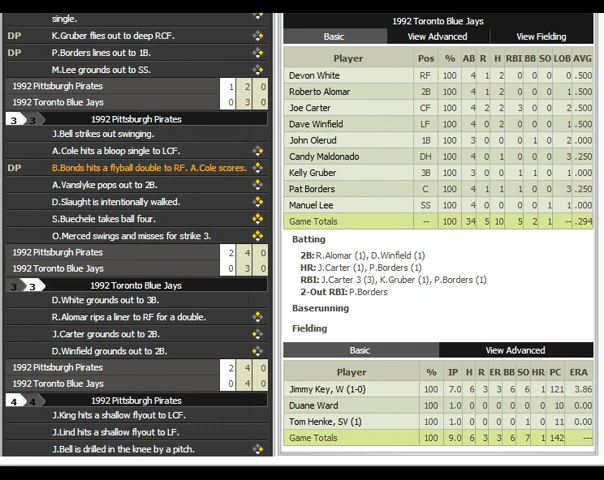 single.
DP K.Gruber flies out to deep RCF.
DP P.Borders lines out to 1B.
M.Lee grounds out to SS.
1992 Pittsburgh Pirates 1 2 0
1992 Toronto Blue Jays 0 3 0
3 3 1992 Pittsburgh Pirates
J.Bell strikes out swinging.
A.Cole hits a bloop single to LCF.
DP B.Bonds hits a flyball double to RF. A.Cole scores.
A.Vanslyke pops out to 2B.
D.Slaught is intentionally walked.
S.Buechele takes ball four.
O.Merced swings and misses for strike 3.
1992 Pittsburgh Pirates 2 4 0
1992 Toronto Blue Jays 0 3 0
3 3 1992 Toronto Blue Jays
D.White grounds out to 3B.
R.Alomar rips a liner to RF for a double.
J.Carter grounds out to 2B.
D.Winfield grounds out to 2B.
1992 Pittsburgh Pirates 2 4 0
1992 Toronto Blue Jays 0 4 0
4 4 1992 Pittsburgh Pirates
J.King hits a shallow flyout to LCF.
J.Lind hits a shallow flyout to LF.
J.Bell is drilled in the knee by a pitch.
1992 Toronto Blue Jays
Basic View Advanced View Fielding
Player Pos % AB R H RBI BB SO LOB AVG
Devon White RF 100 4 1 2 0 0 0 0 .500
Roberto Alomar 2B 100 4 2 2 0 0 0 1 .500
Joe Carter CF 100 4 1 2 3 0 0 2 .500
Dave Winfield LF 100 4 0 2 0 0 0 1 .500
John Olerud 1B 100 3 0 0 0 1 0 2 .000
Candy Maldonado DH 100 4 0 1 0 0 0 3 .250
Kelly Gruber 3B 100 3 0 0 1 1 0 1 .000
Pat Borders C 100 4 1 1 1 0 0 3 .250
Manuel Lee SS 100 4 0 0 0 0 1 1 .000
Game Totals -- 100 34 5 10 5 2 1 -- .294
Batting
2B: R.Alomar (1), D.Winfield (1)
HR: J.Carter (1), P.Borders (1)
RBI: J.Carter 3 (3), K.Gruber (1), P.Borders (1)
2-Out RBI: P.Borders
Baserunning
Fielding
Basic View Advanced
Player % IP H R ER BB SO HR PC ERA
Jimmy Key, W (1-0) 100 7.0 6 3 3 6 6 1 121 3.86
Duane Ward 100 1.0 0 0 0 0 0 0 10 0.00
Tom Henke, SV (1) 100 1.0 0 0 0 0 1 0 11 0.00
Game Totals 100 9.0 6 3 3 6 7 1 142 ---